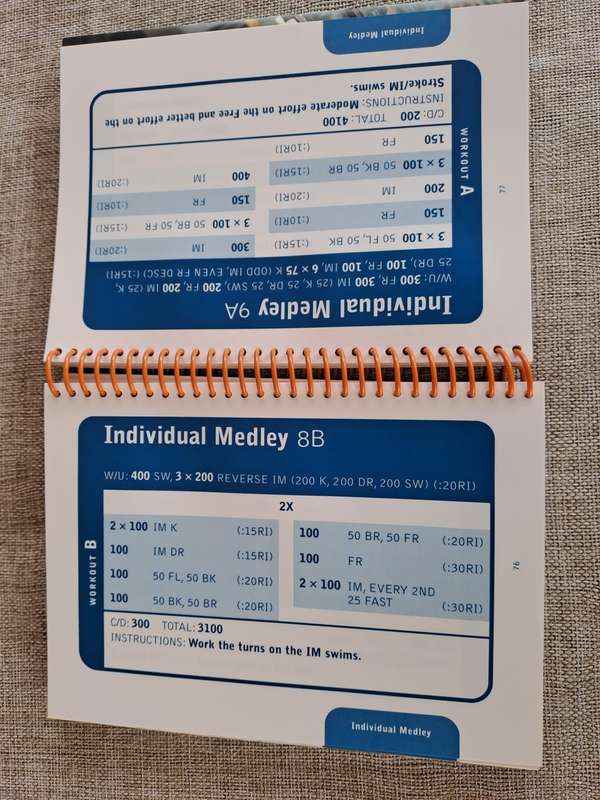 Individual Medley 9A
W/U: 300 FR, 300 IM (25 K, 25 DR, 25 SW), 200 FR, 200 IM (25 K,
25 DR), 100 FR, 100 IM, 6 × 75 K (ODD IM, EVEN FR DESC) (:15RI)
WORKOUT A
3 × 100 50 FL, 50 BK (:15RI)
150 FR (:10RI)
200 IM (:20RI)
3 × 100 50 BK, 50 BR (:15RI)
150 FR (:10RI)
300 IM (:20RI)
3 × 100 50 BR, 50 FR (:15RI)
150 FR (:10RI)
400 IM (:20RI)
C/D: 200 TOTAL: 4100
INSTRUCTIONS: Moderate effort on the Free and better effort on the
Stroke/IM swims.
77
Individual Medley
Individual Medley 8B
W/U: 400 SW, 3 × 200 REVERSE IM (200 K, 200 DR, 200 SW) (:20RI)
WORKOUT B
2X
2 × 100 IM K (:15RI)
100 IM DR (:15RI)
100 50 FL, 50 BK (:20RI)
100 50 BK, 50 BR (:20RI)
100 50 BR, 50 FR (:20RI)
100 FR (:30RI)
2 × 100 IM, EVERY 2ND
25 FAST (:30RI)
C/D: 300 TOTAL: 3100
INSTRUCTIONS: Work the turns on the IM swims.
76
Individual Medley